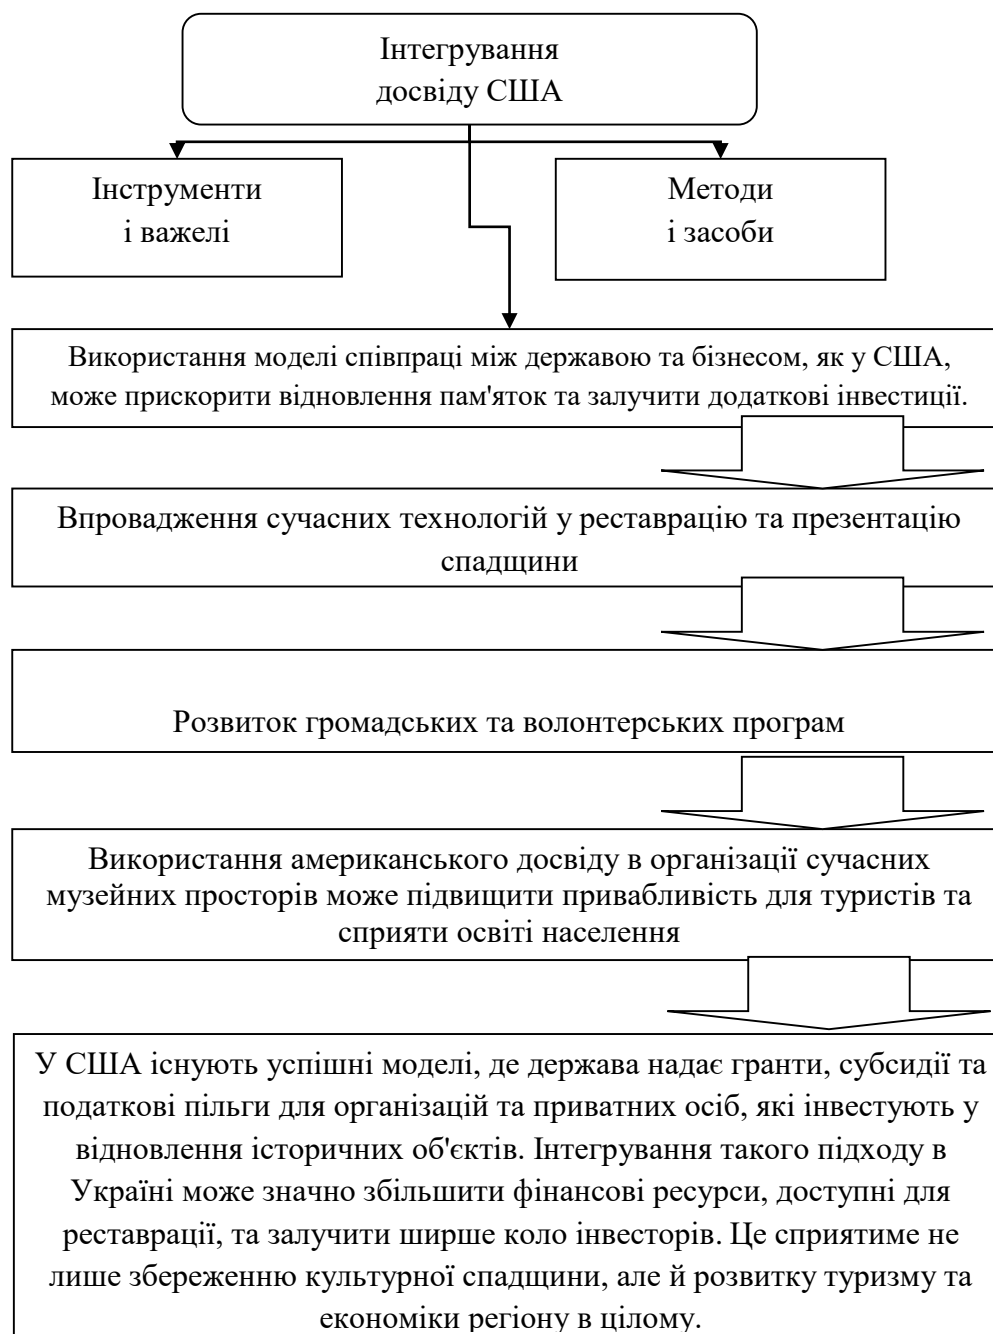 Інтегрування
досвіду США
Інструменти
і важелі
Методи
і засоби
Використання моделі співпраці між державою та бізнесом, як у США,
може прискорити відновлення пам'яток та залучити додаткові інвестиції.
Впровадження сучасних технологій у реставрацію та презентацію
спадщини
Розвиток громадських та волонтерських програм
Використання американського досвіду в організації сучасних
музейних просторів може підвищити привабливість для туристів та
сприяти освіті населення
У США існують успішні моделі, де держава надає гранти, субсидії та
податкові пільги для організацій та приватних осіб, які інвестують у
відновлення історичних об'єктів. Інтегрування такого підходу в
Україні може значно збільшити фінансові ресурси, доступні для
реставрації, та залучити ширше коло інвесторів. Це сприятиме не
лише збереженню культурної спадщини, але й розвитку туризму та
економіки регіону в цілому.